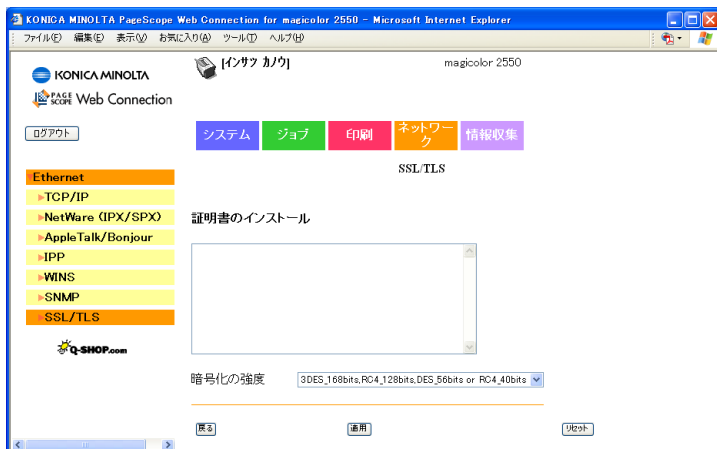 KONICA MINOLTA PageScope Web Connection for magicolor 2550 - Microsoft Internet Explorer
ファイル(F) 編集(E) 表示(V) お気に入り(A) ツール(T) ヘルプ(H)
KONICA MINOLTA
PAGE SCOPE Web Connection
[インサツ カノウ]
magicolor 2550
ログアウト
システム
ジョブ
印刷
ネットワー
ク
情報収集
SSL/TLS
Ethernet
TCP/IP
NetWare (IPX/SPX)
AppleTalk/Bonjour
IPP
WINS
SNMP
SSL/TLS
Q-SHOP.com
証明書のインストール
暗号化の強度
3DES_168bits,RC4_128bits,DES_56bits or RC4_40bits
戻る
適用
リセット